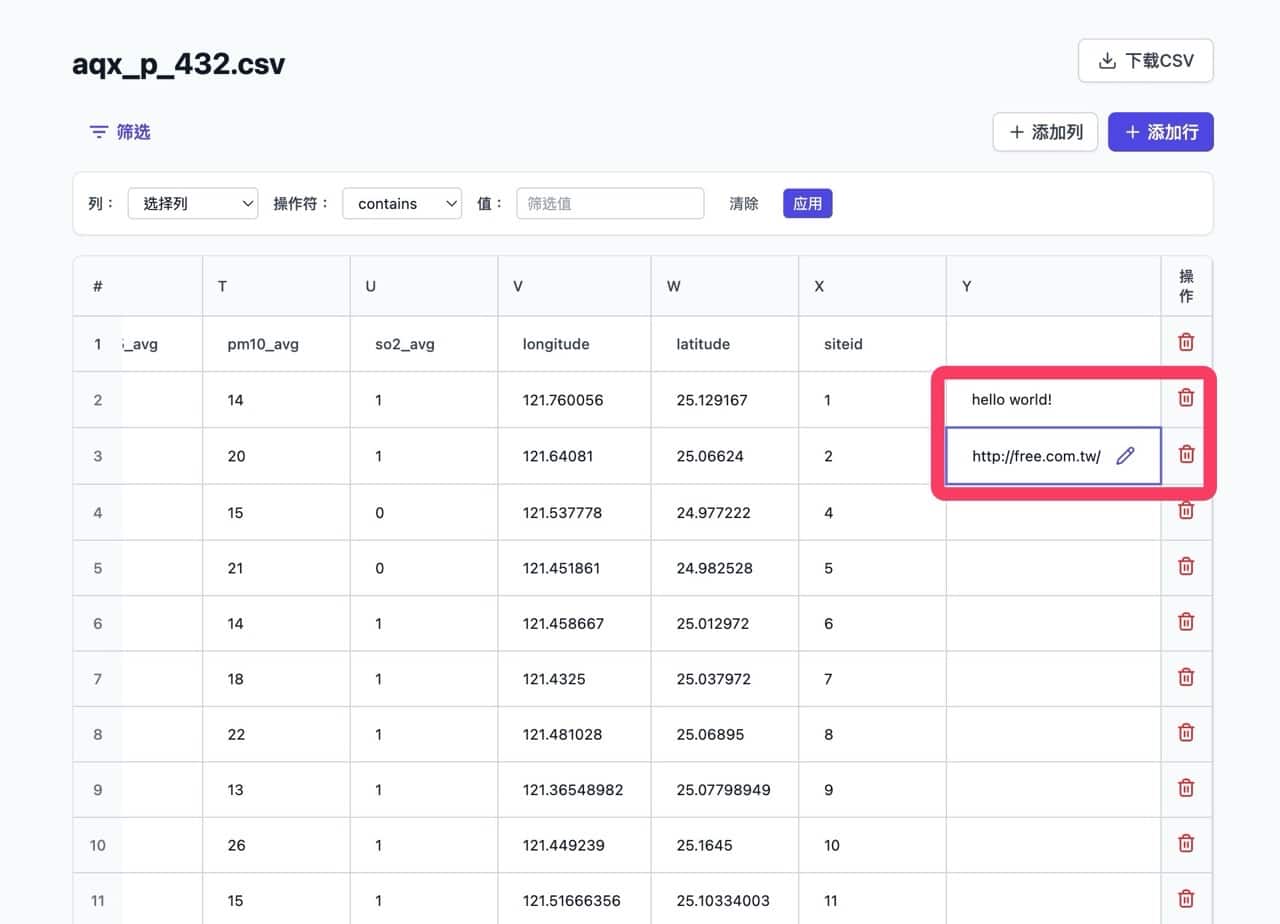 aqx_p_432.csv
下载CSV
筛选
添加列
添加行
列： 选择列 操作符： contains 值： 筛选值 清除 应用
# T U V W X Y 操作
1 _avg pm10_avg so2_avg longitude latitude siteid
2 14 1 121.760056 25.129167 1 hello world!
3 20 1 121.64081 25.06624 2 http://free.com.tw/
4 15 0 121.537778 24.977222 4
5 21 0 121.451861 24.982528 5
6 14 1 121.458667 25.012972 6
7 18 1 121.4325 25.037972 7
8 22 1 121.481028 25.06895 8
9 13 1 121.36548982 25.07798949 9
10 26 1 121.449239 25.1645 10
11 15 1 121.51666356 25.10334003 11